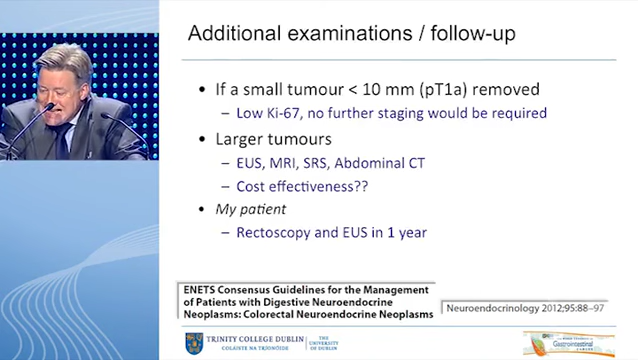 Additional examinations / follow-up
• If a small tumour < 10 mm (pT1a) removed
– Low Ki-67, no further staging would be required
• Larger tumours
– EUS, MRI, SRS, Abdominal CT
– Cost effectiveness??
• My patient
– Rectoscopy and EUS in 1 year
ENETS Consensus Guidelines for the Management
of Patients with Digestive Neuroendocrine
Neoplasms: Colorectal Neuroendocrine Neoplasms
Neuroendocrinology 2012;95:88–97
TRINITY COLLEGE DUBLIN
COLÁISTE NA TRÍONÓIDE
THE
UNIVERSITY
OF DUBLIN
Gastrointestinal